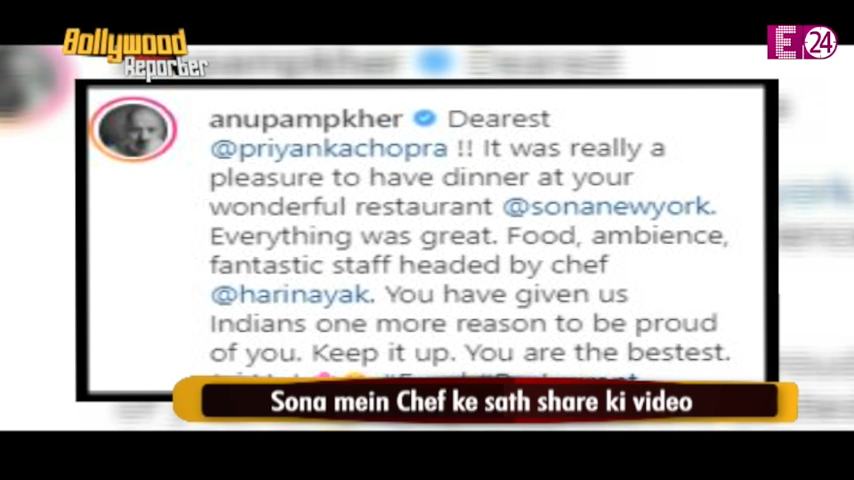 Bollywood
Reporter
E 24
anupampkher Dearest
@priyankachopra !! It was really a
pleasure to have dinner at your
wonderful restaurant @sonanewyork.
Everything was great. Food, ambience,
fantastic staff headed by chef
@harinayak. You have given us
Indians one more reason to be proud
of you. Keep it up. You are the bestest.
Sona mein Chef ke sath share ki video